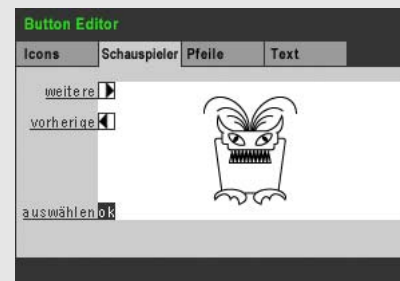 Button Editor
Icons Schauspieler Pfeile Text
weitere
vorherige
auswählen ok